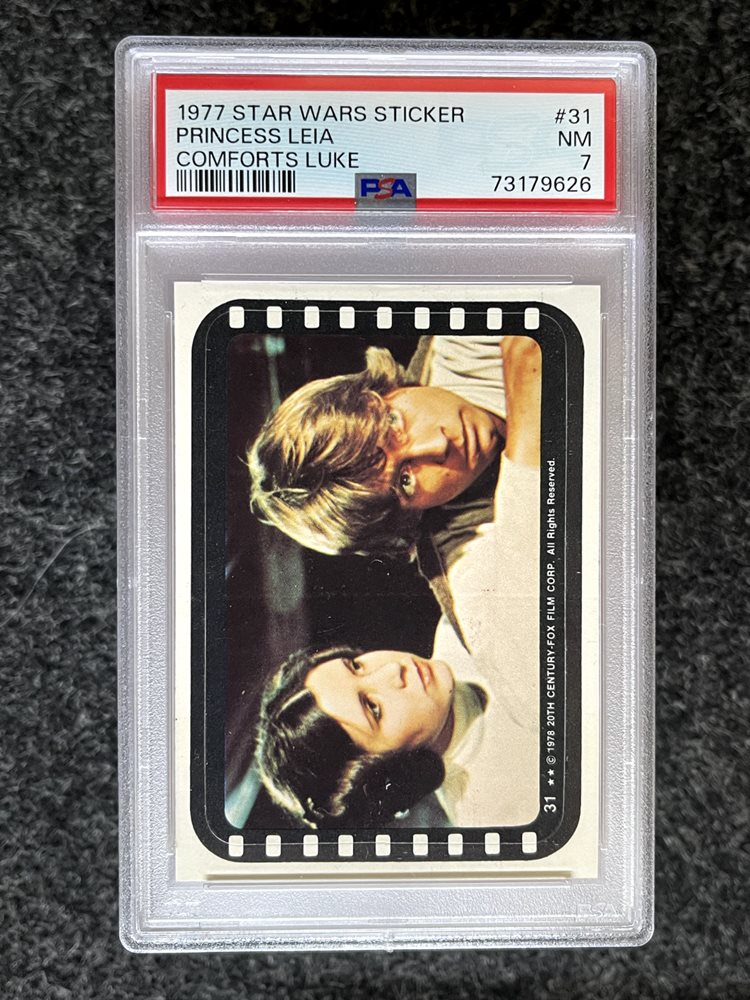 1977 STAR WARS STICKER #31
PRINCESS LEIA NM
COMFORTS LUKE 7
PSA 73179626
31 ★★ © 1978 20TH CENTURY-FOX FILM CORP. All Rights Reserved.
PSA